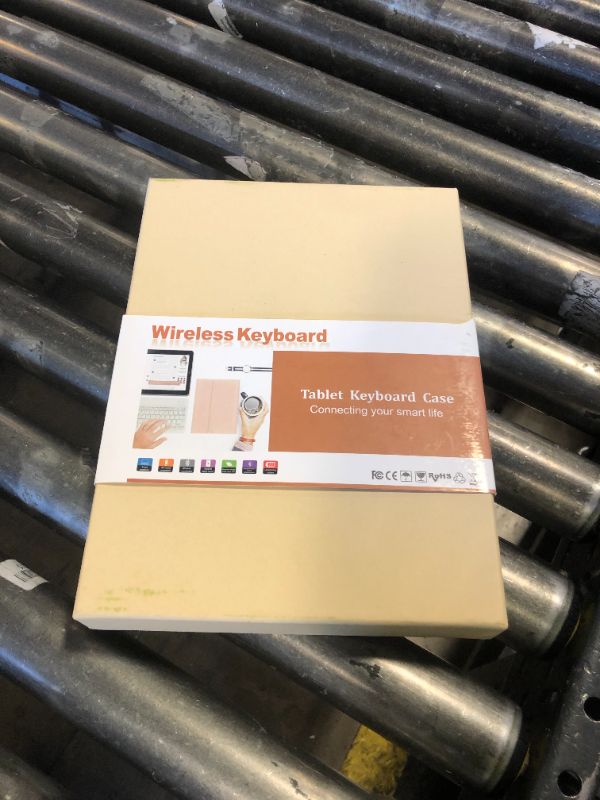 Wireless Keyboard
Tablet Keyboard Case
Connecting your smart life
FC CE RoHS